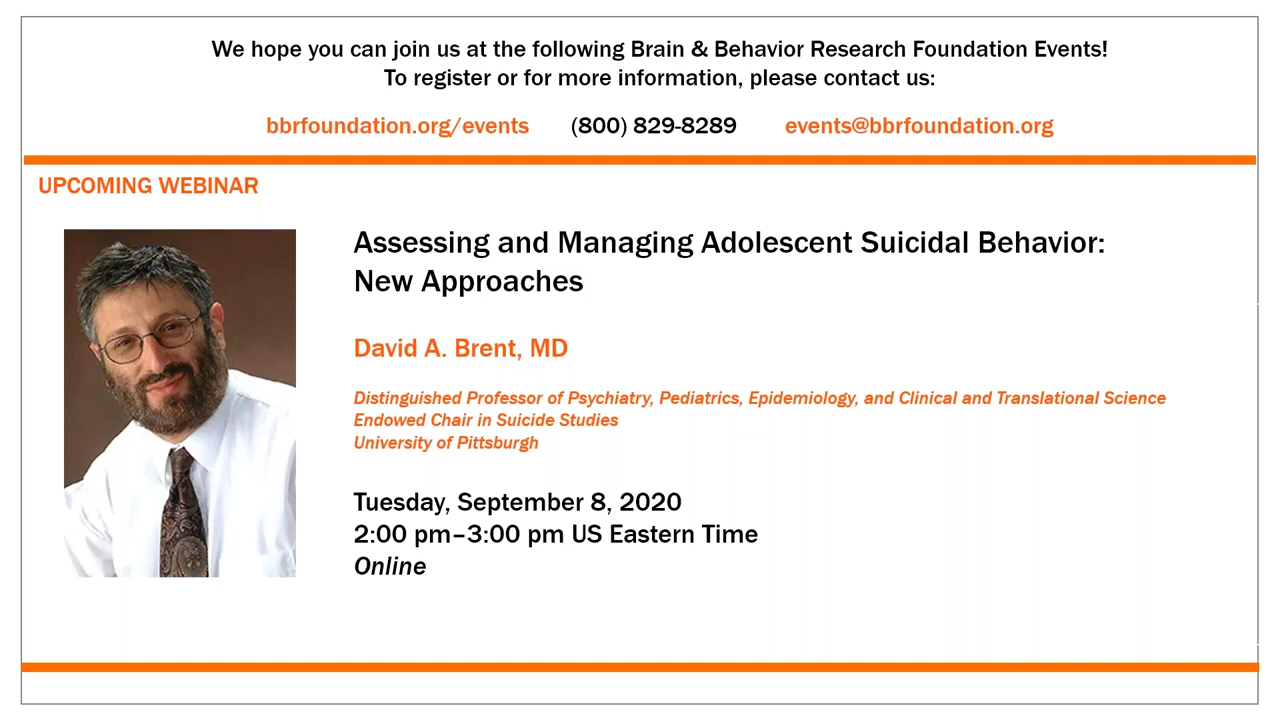 We hope you can join us at the following Brain & Behavior Research Foundation Events!
To register or for more information, please contact us:
bbrfoundation.org/events (800) 829-8289 events@bbrfoundation.org
UPCOMING WEBINAR
Assessing and Managing Adolescent Suicidal Behavior:
New Approaches
David A. Brent, MD
Distinguished Professor of Psychiatry, Pediatrics, Epidemiology, and Clinical and Translational Science
Endowed Chair in Suicide Studies
University of Pittsburgh
Tuesday, September 8, 2020
2:00 pm–3:00 pm US Eastern Time
Online